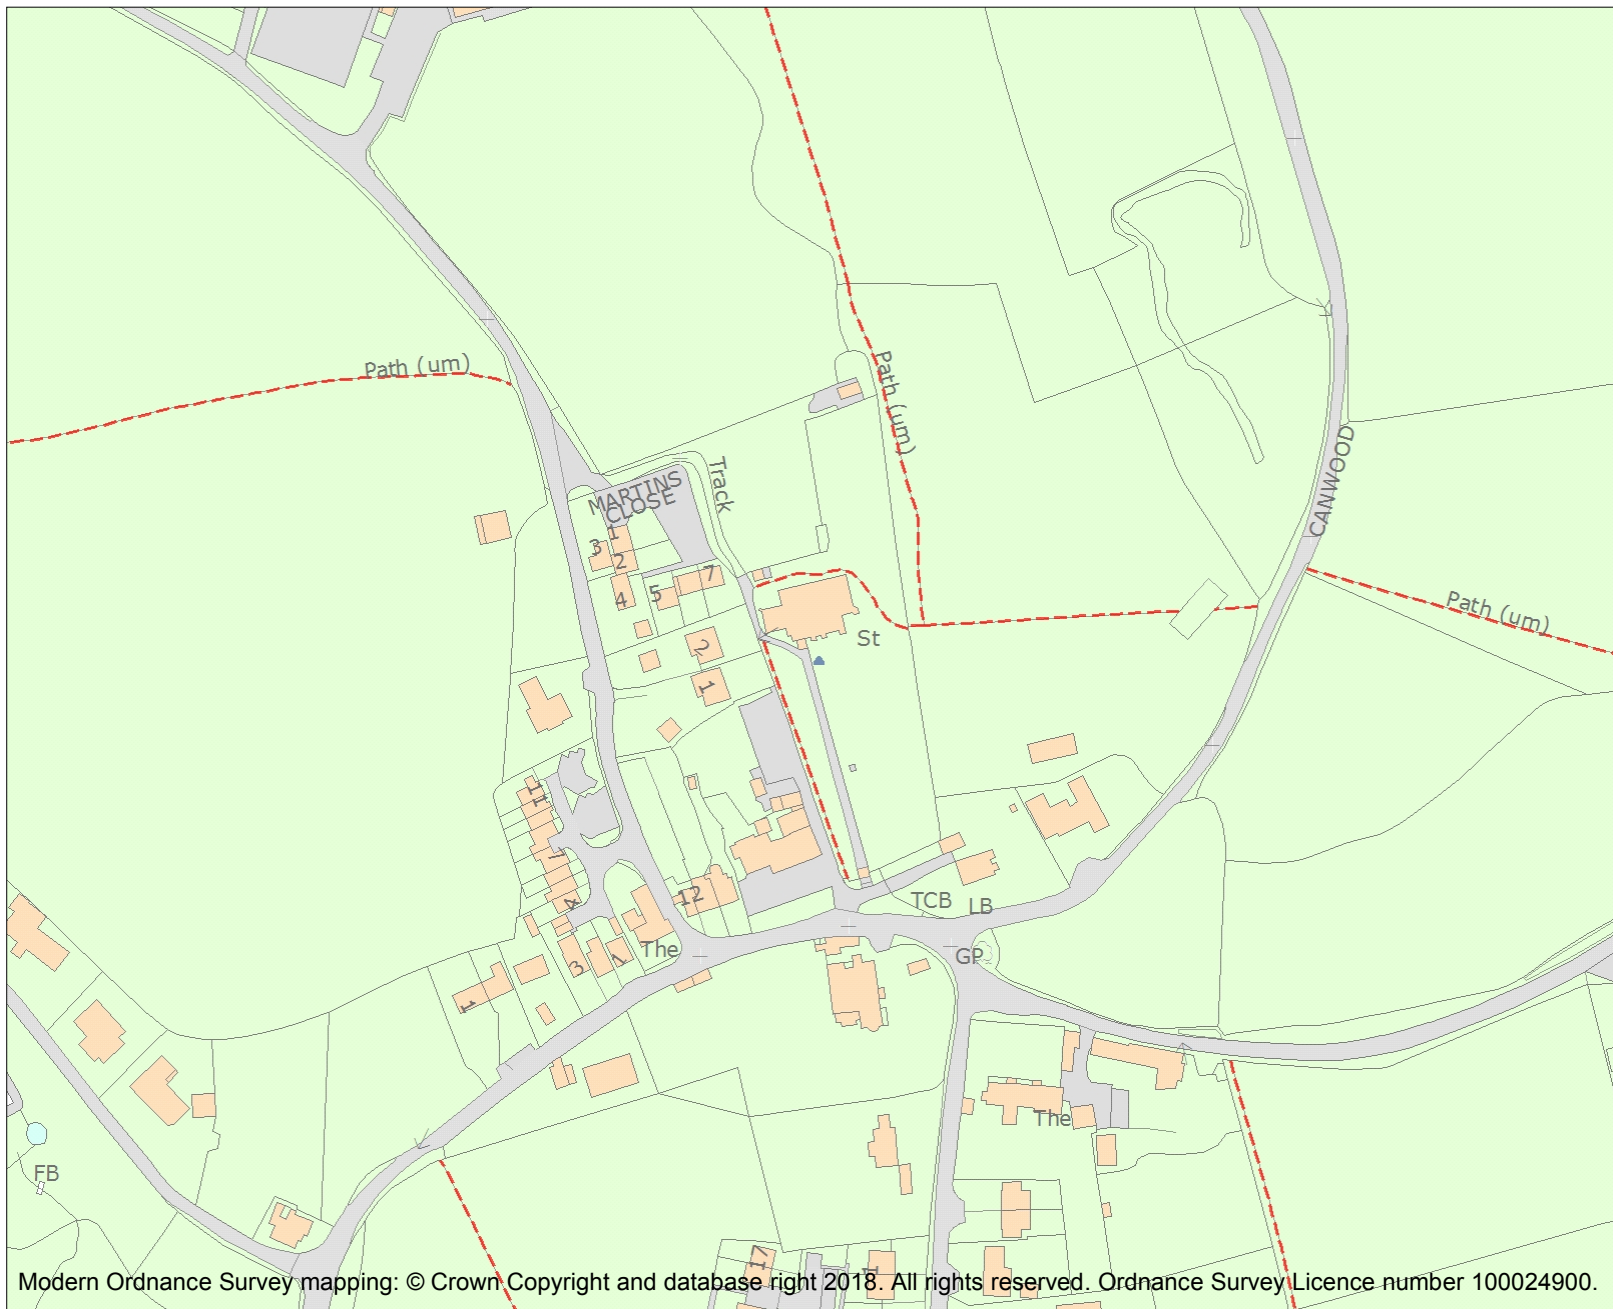 Path (um)
Path (um)
MARTINS
CLOSE
Track
CANWOOD
1
3
2
4
5
7
2
1
St
Path (um)
11
7
4
12
The
3
1
1
TCB
LB
GP
The
FB
17
1
Modern Ordnance Survey mapping: © Crown Copyright and database right 2018. All rights reserved. Ordnance Survey Licence number 100024900.